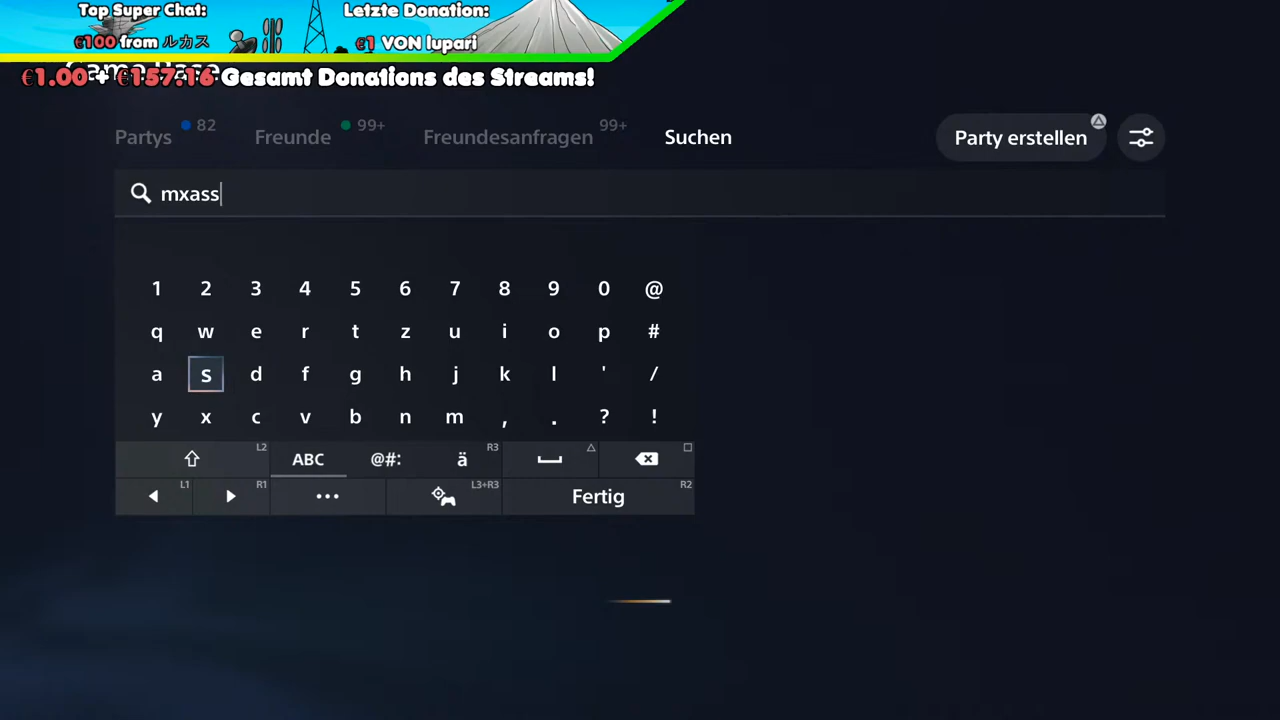 Top Super Chat:
€100 from ルカス
Letzte Donation:
€1 VON lupari
Game Base
€1.00 + €157.16 Gesamt Donations des Streams!
Partys 82
Freunde 99+
Freundesanfragen 99+
Suchen
Party erstellen
mxass
1 2 3 4 5 6 7 8 9 0 @
q w e r t z u i o p #
a s d f g h j k l ' /
y x c v b n m , . ? !
L2 ABC @#: ä R3
L1 R1 ••• L3+R3 Fertig R2